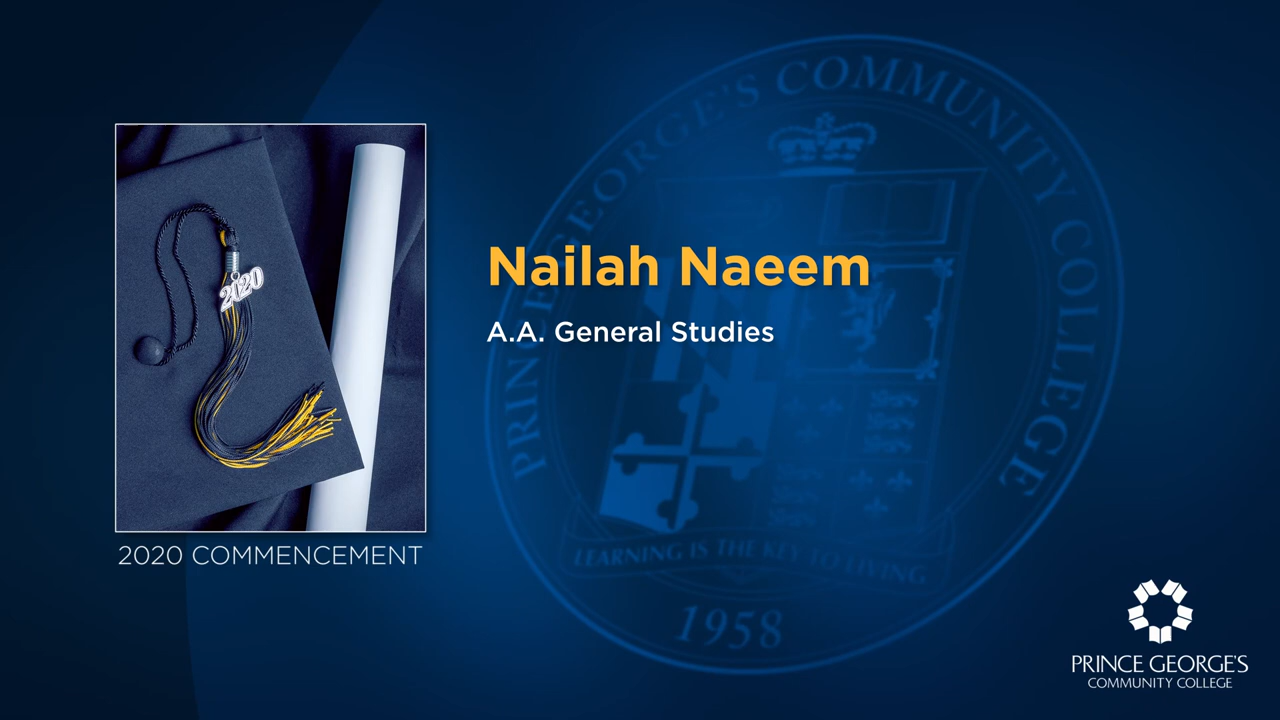 PRINCE GEORGE'S COMMUNITY COLLEGE
2020
Nailah Naeem
A.A. General Studies
LEARNING IS THE KEY TO LIVING
1958
2020 COMMENCEMENT
PRINCE GEORGE'S
COMMUNITY COLLEGE